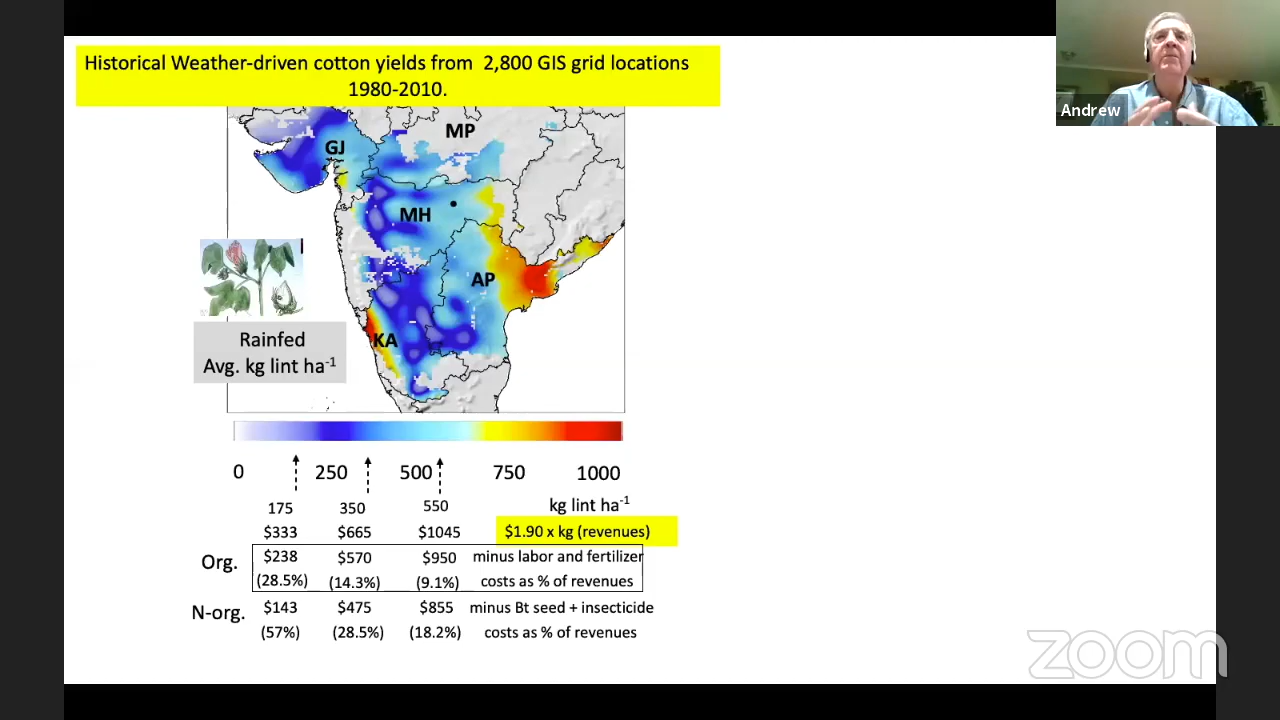 Historical Weather-driven cotton yields from 2,800 GIS grid locations
1980-2010.
Andrew
MP
GJ
MH
AP
KA
Rainfed
Avg. kg lint ha-1
0 250 500 750 1000
175 350 550 kg lint ha-1
$333 $665 $1045 $1.90 x kg (revenues)
Org. $238 $570 $950 minus labor and fertilizer
(28.5%) (14.3%) (9.1%) costs as % of revenues
N-org. $143 $475 $855 minus Bt seed + insecticide
(57%) (28.5%) (18.2%) costs as % of revenues
zoom